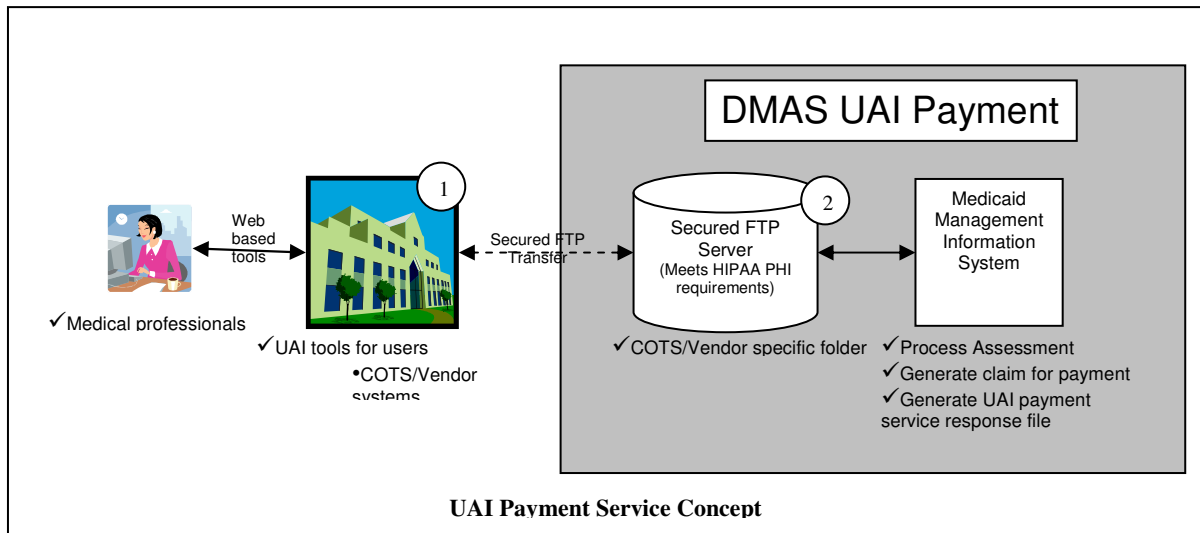 DMAS UAI Payment
1
2
Web
based
tools
Secured FTP
Transfer
Secured FTP
Server
(Meets HIPAA PHI
requirements)
Medicaid
Management
Information
System
✓Medical professionals
✓UAI tools for users
•COTS/Vendor
systems
✓COTS/Vendor specific folder
✓Process Assessment
✓Generate claim for payment
✓Generate UAI payment
service response file
UAI Payment Service Concept